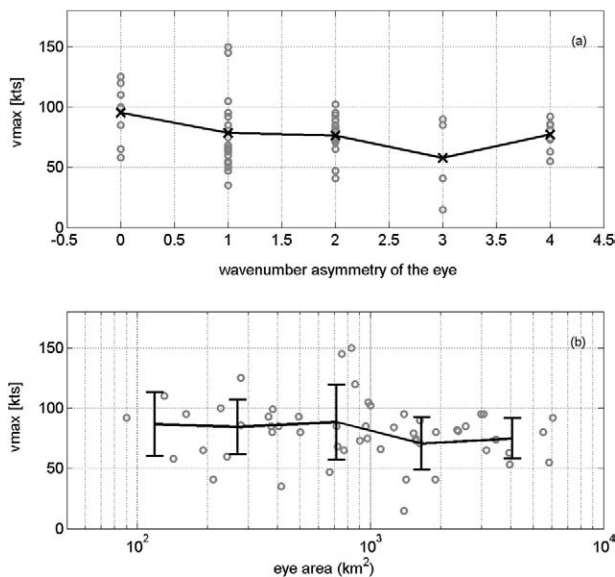 (a)
vmax [kts]
150
100
50
0
-0.5 0 0.5 1 1.5 2 2.5 3 3.5 4 4.5
wavenumber asymmetry of the eye
(b)
vmax [kts]
150
100
50
0
10^2 10^3 10^4
eye area (km^2)